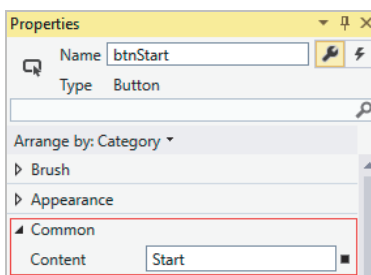 Properties
Name btnStart
Type Button
Arrange by: Category
Brush
Appearance
Common
Content Start